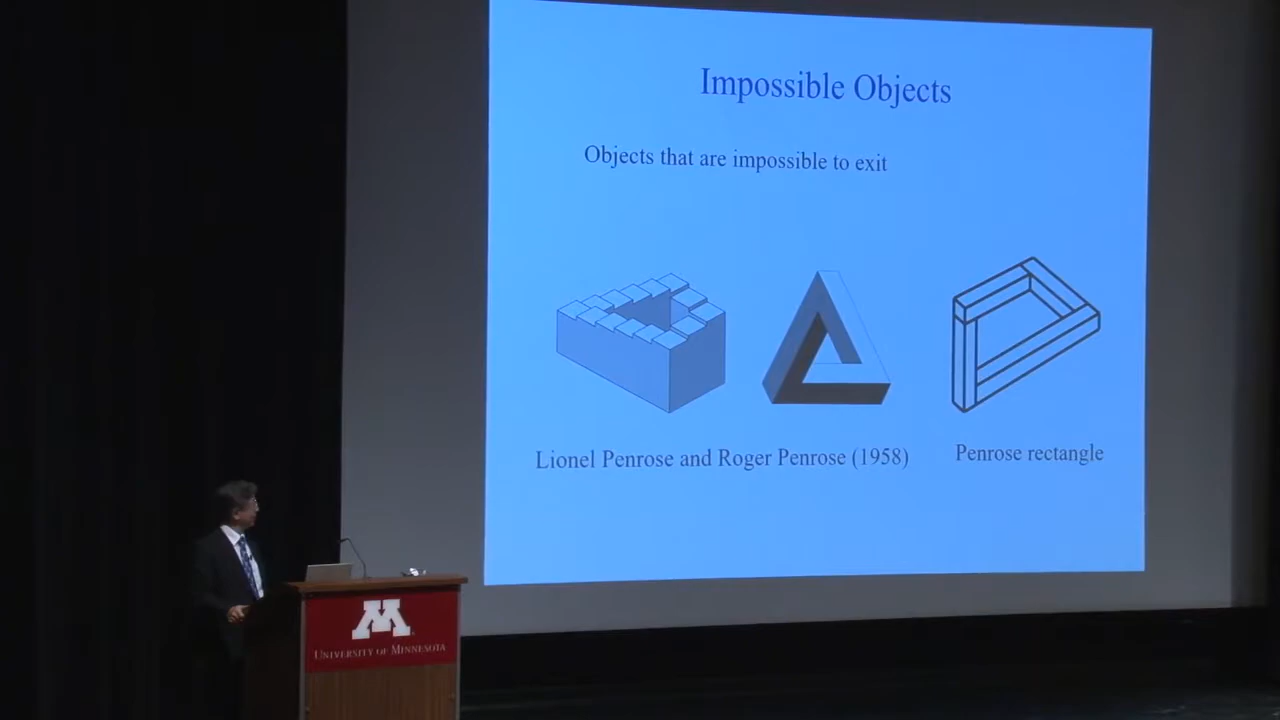 Impossible Objects
Objects that are impossible to exit
Lionel Penrose and Roger Penrose (1958)
Penrose rectangle
M
UNIVERSITY OF MINNESOTA